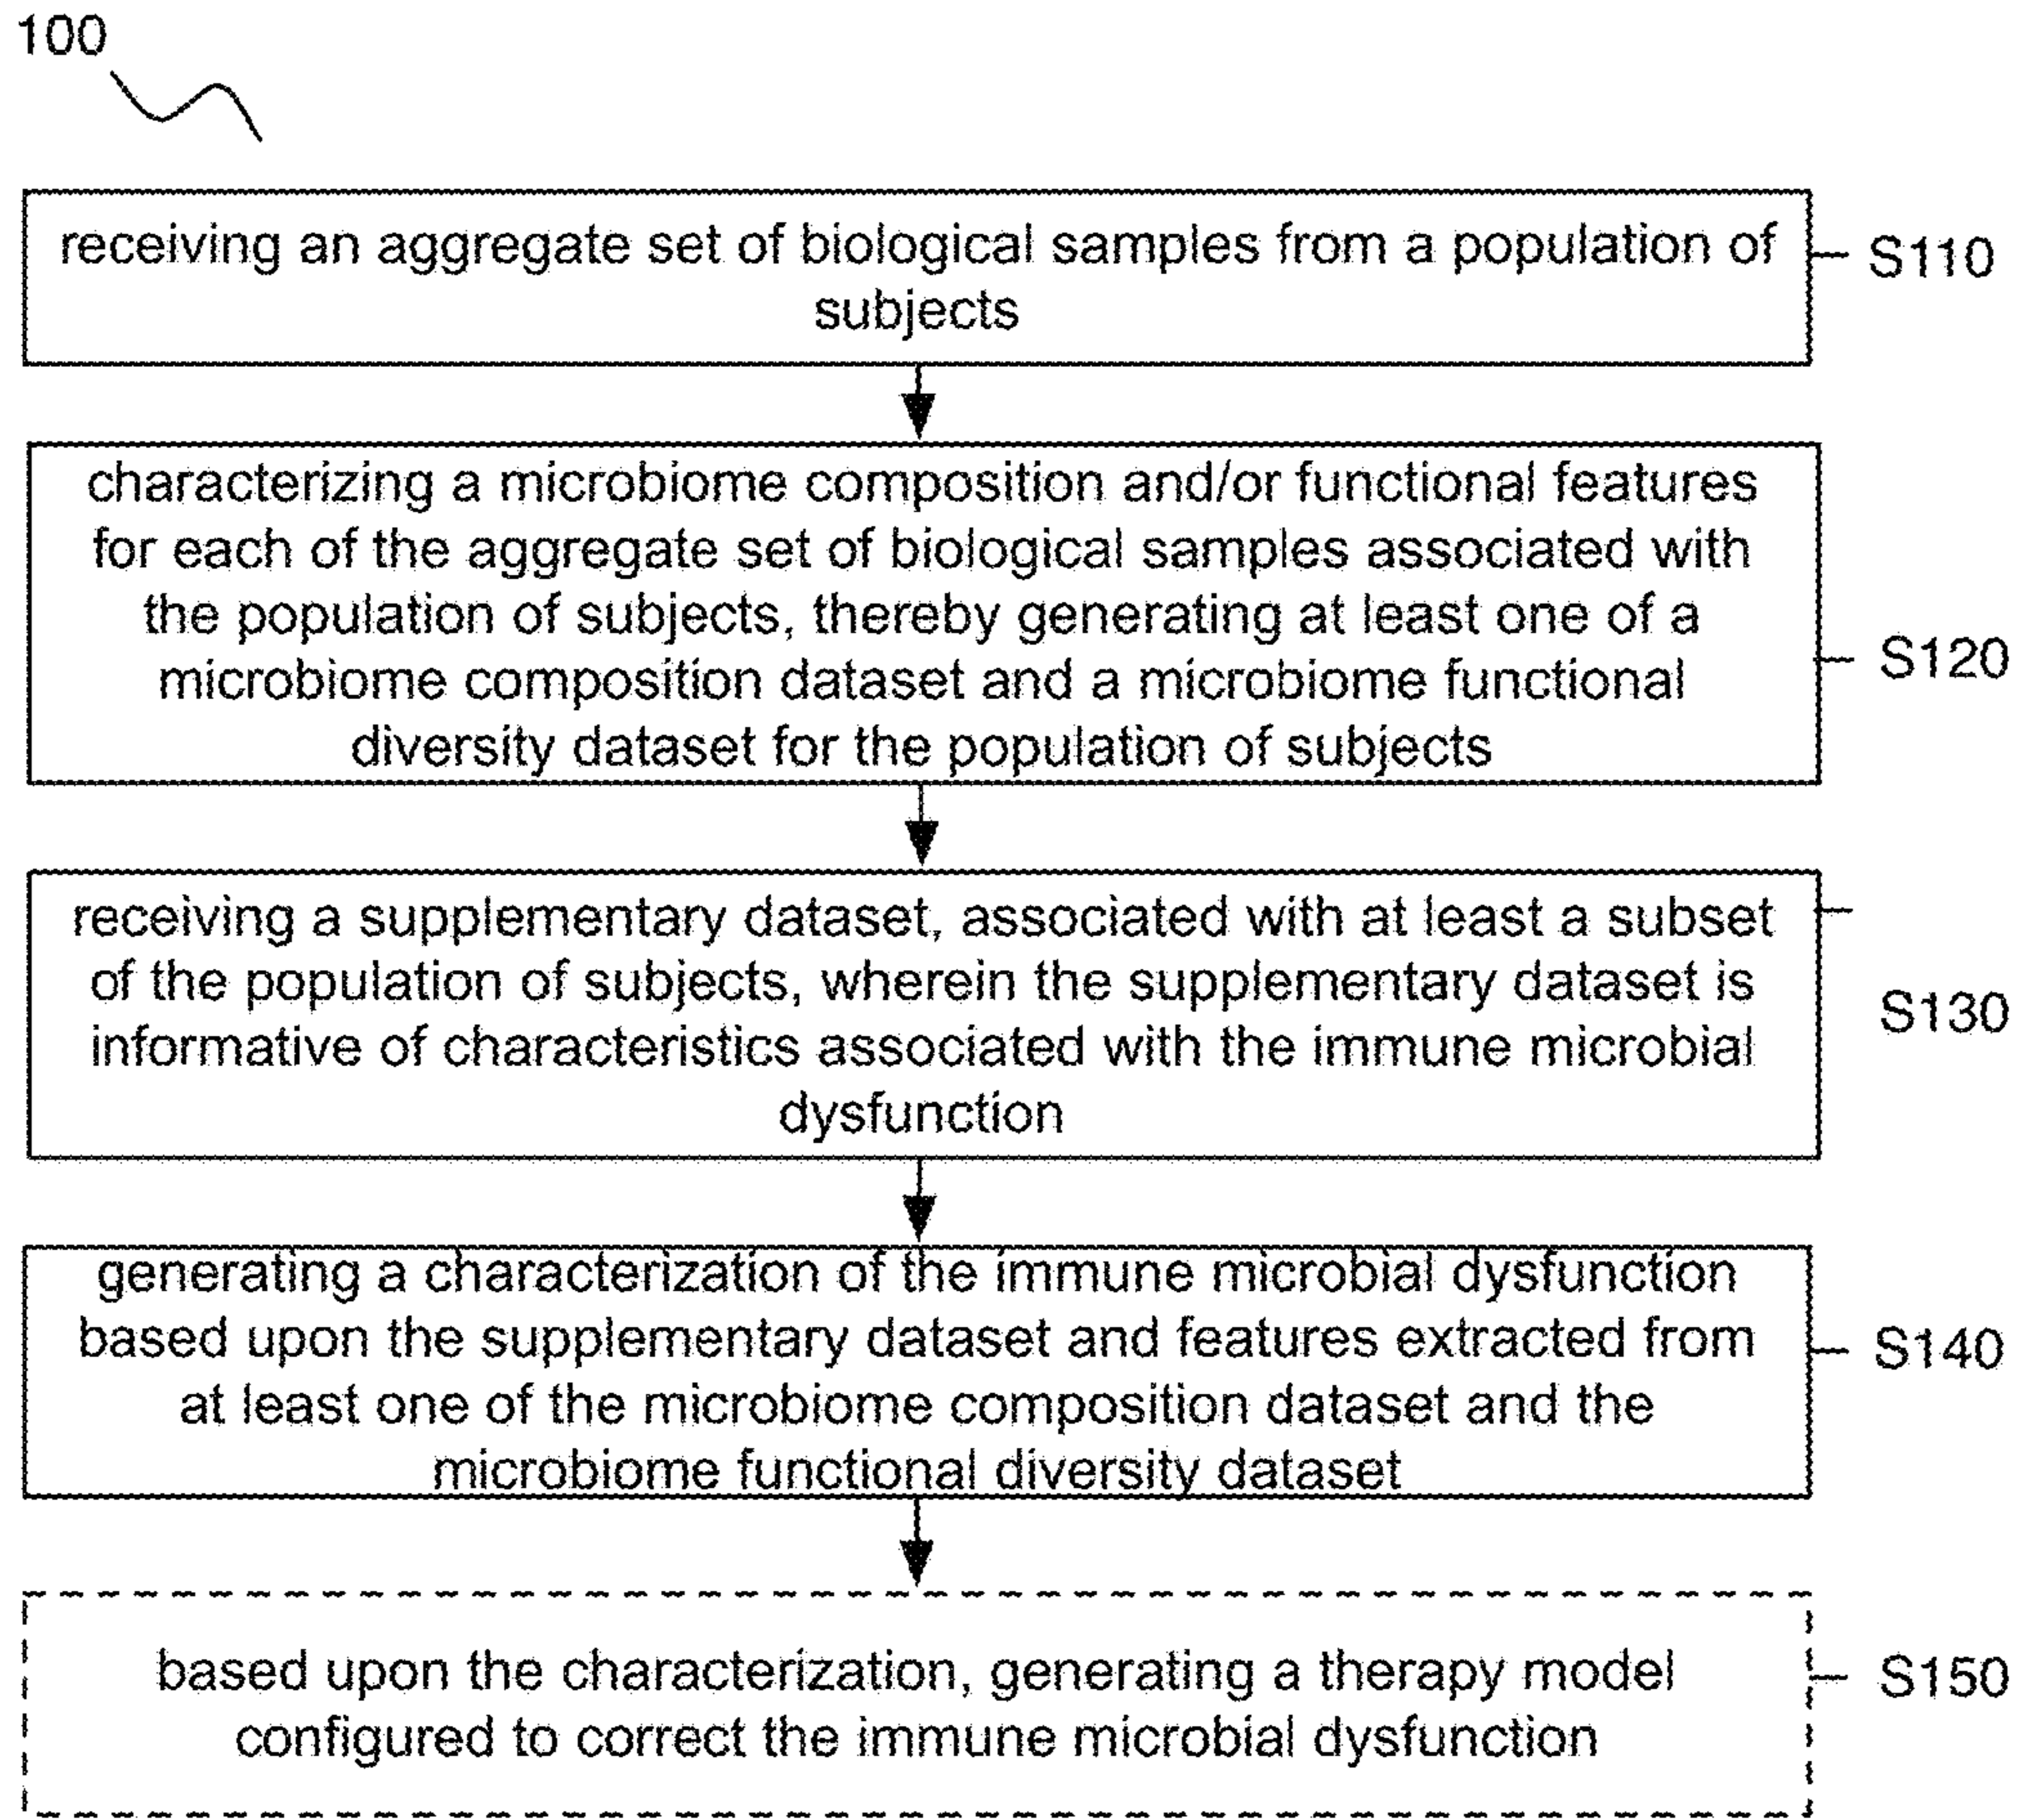 100
receiving an aggregate set of biological samples from a population of
subjects
S110
characterizing a microbiome composition and/or functional features
for each of the aggregate set of biological samples associated with
the population of subjects, thereby generating at least one of a
microbiome composition dataset and a microbiome functional
diversity dataset for the population of subjects
S120
receiving a supplementary dataset, associated with at least a subset
of the population of subjects, wherein the supplementary dataset is
informative of characteristics associated with the immune microbial
dysfunction
S130
generating a characterization of the immune microbial dysfunction
based upon the supplementary dataset and features extracted from
at least one of the microbiome composition dataset and the
microbiome functional diversity dataset
S140
based upon the characterization, generating a therapy model
configured to correct the immune microbial dysfunction
S150